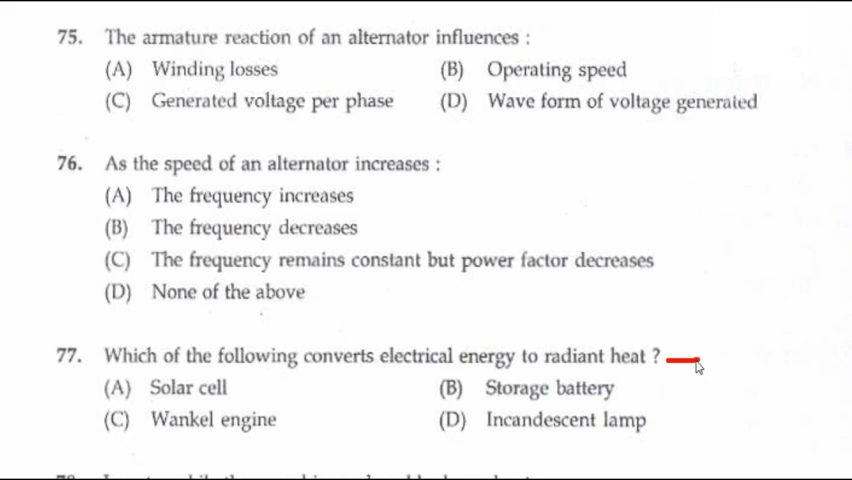 75. The armature reaction of an alternator influences :
(A) Winding losses (B) Operating speed
(C) Generated voltage per phase (D) Wave form of voltage generated
76. As the speed of an alternator increases :
(A) The frequency increases
(B) The frequency decreases
(C) The frequency remains constant but power factor decreases
(D) None of the above
77. Which of the following converts electrical energy to radiant heat ?
(A) Solar cell (B) Storage battery
(C) Wankel engine (D) Incandescent lamp